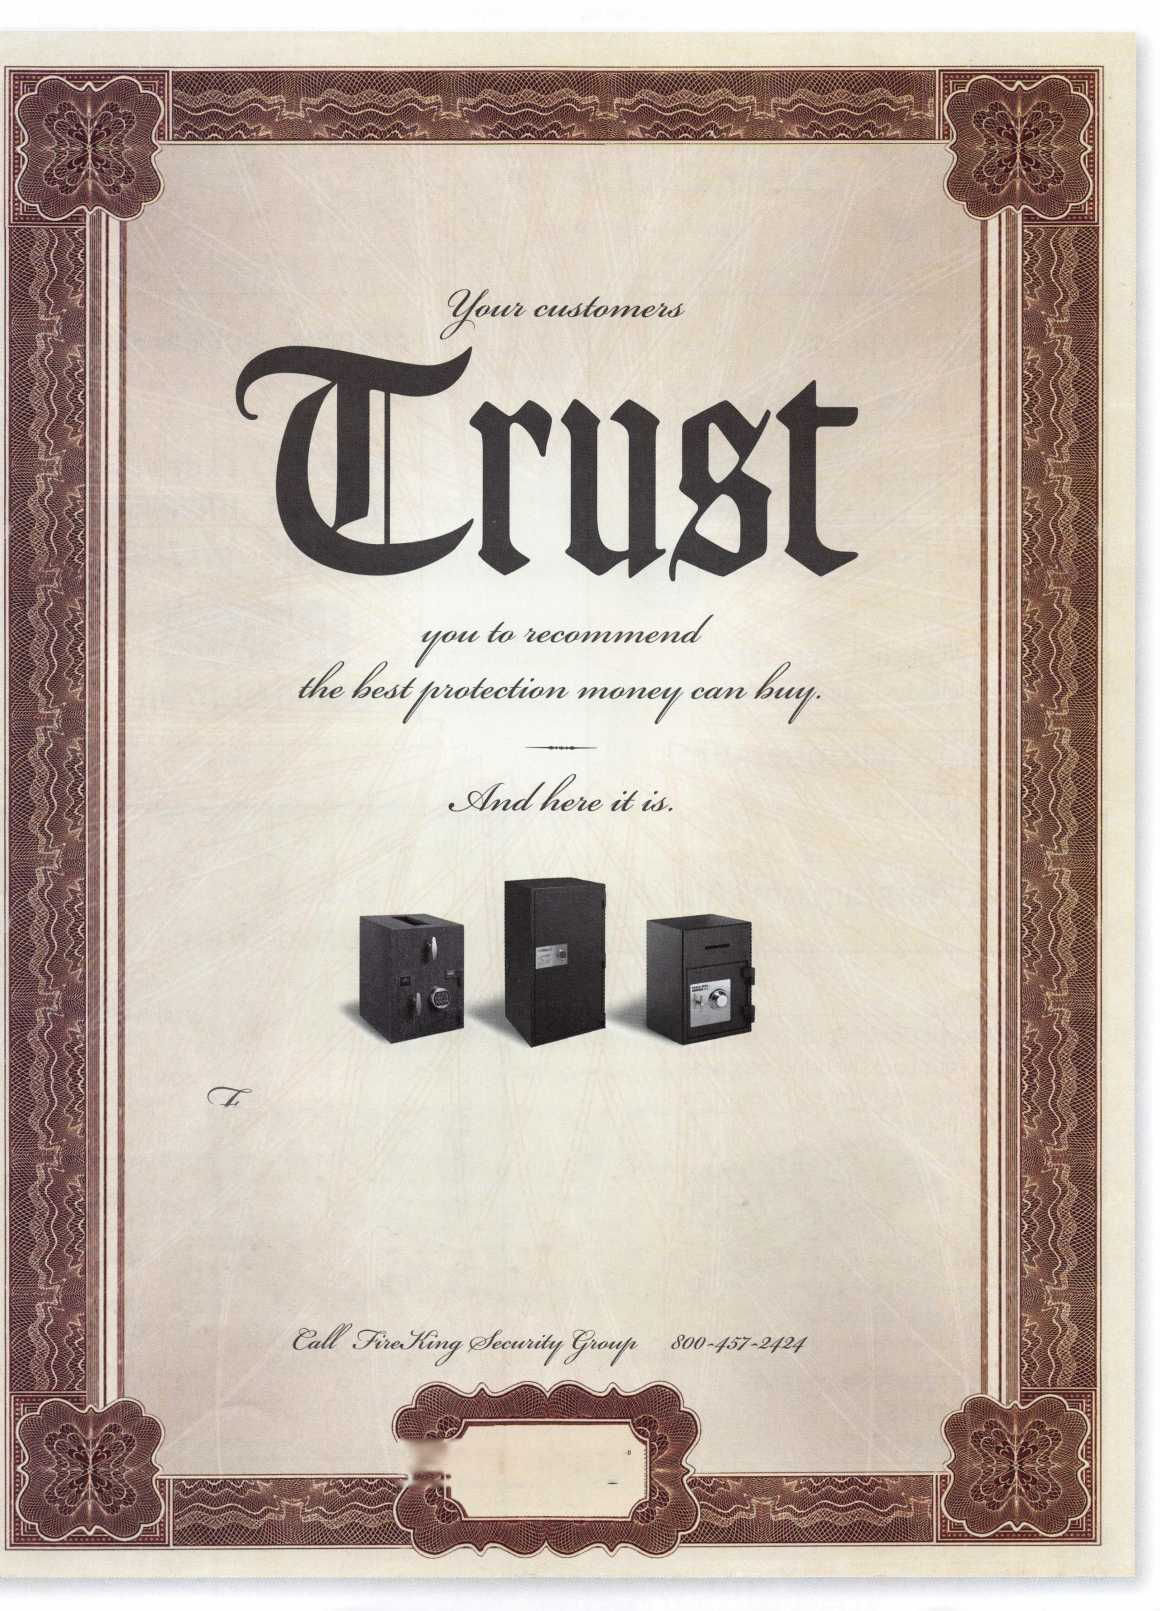 Your customers
Trust
you to recommend
the best protection money can buy.
And here it is.
Call FireKing Security Group 800-457-2424